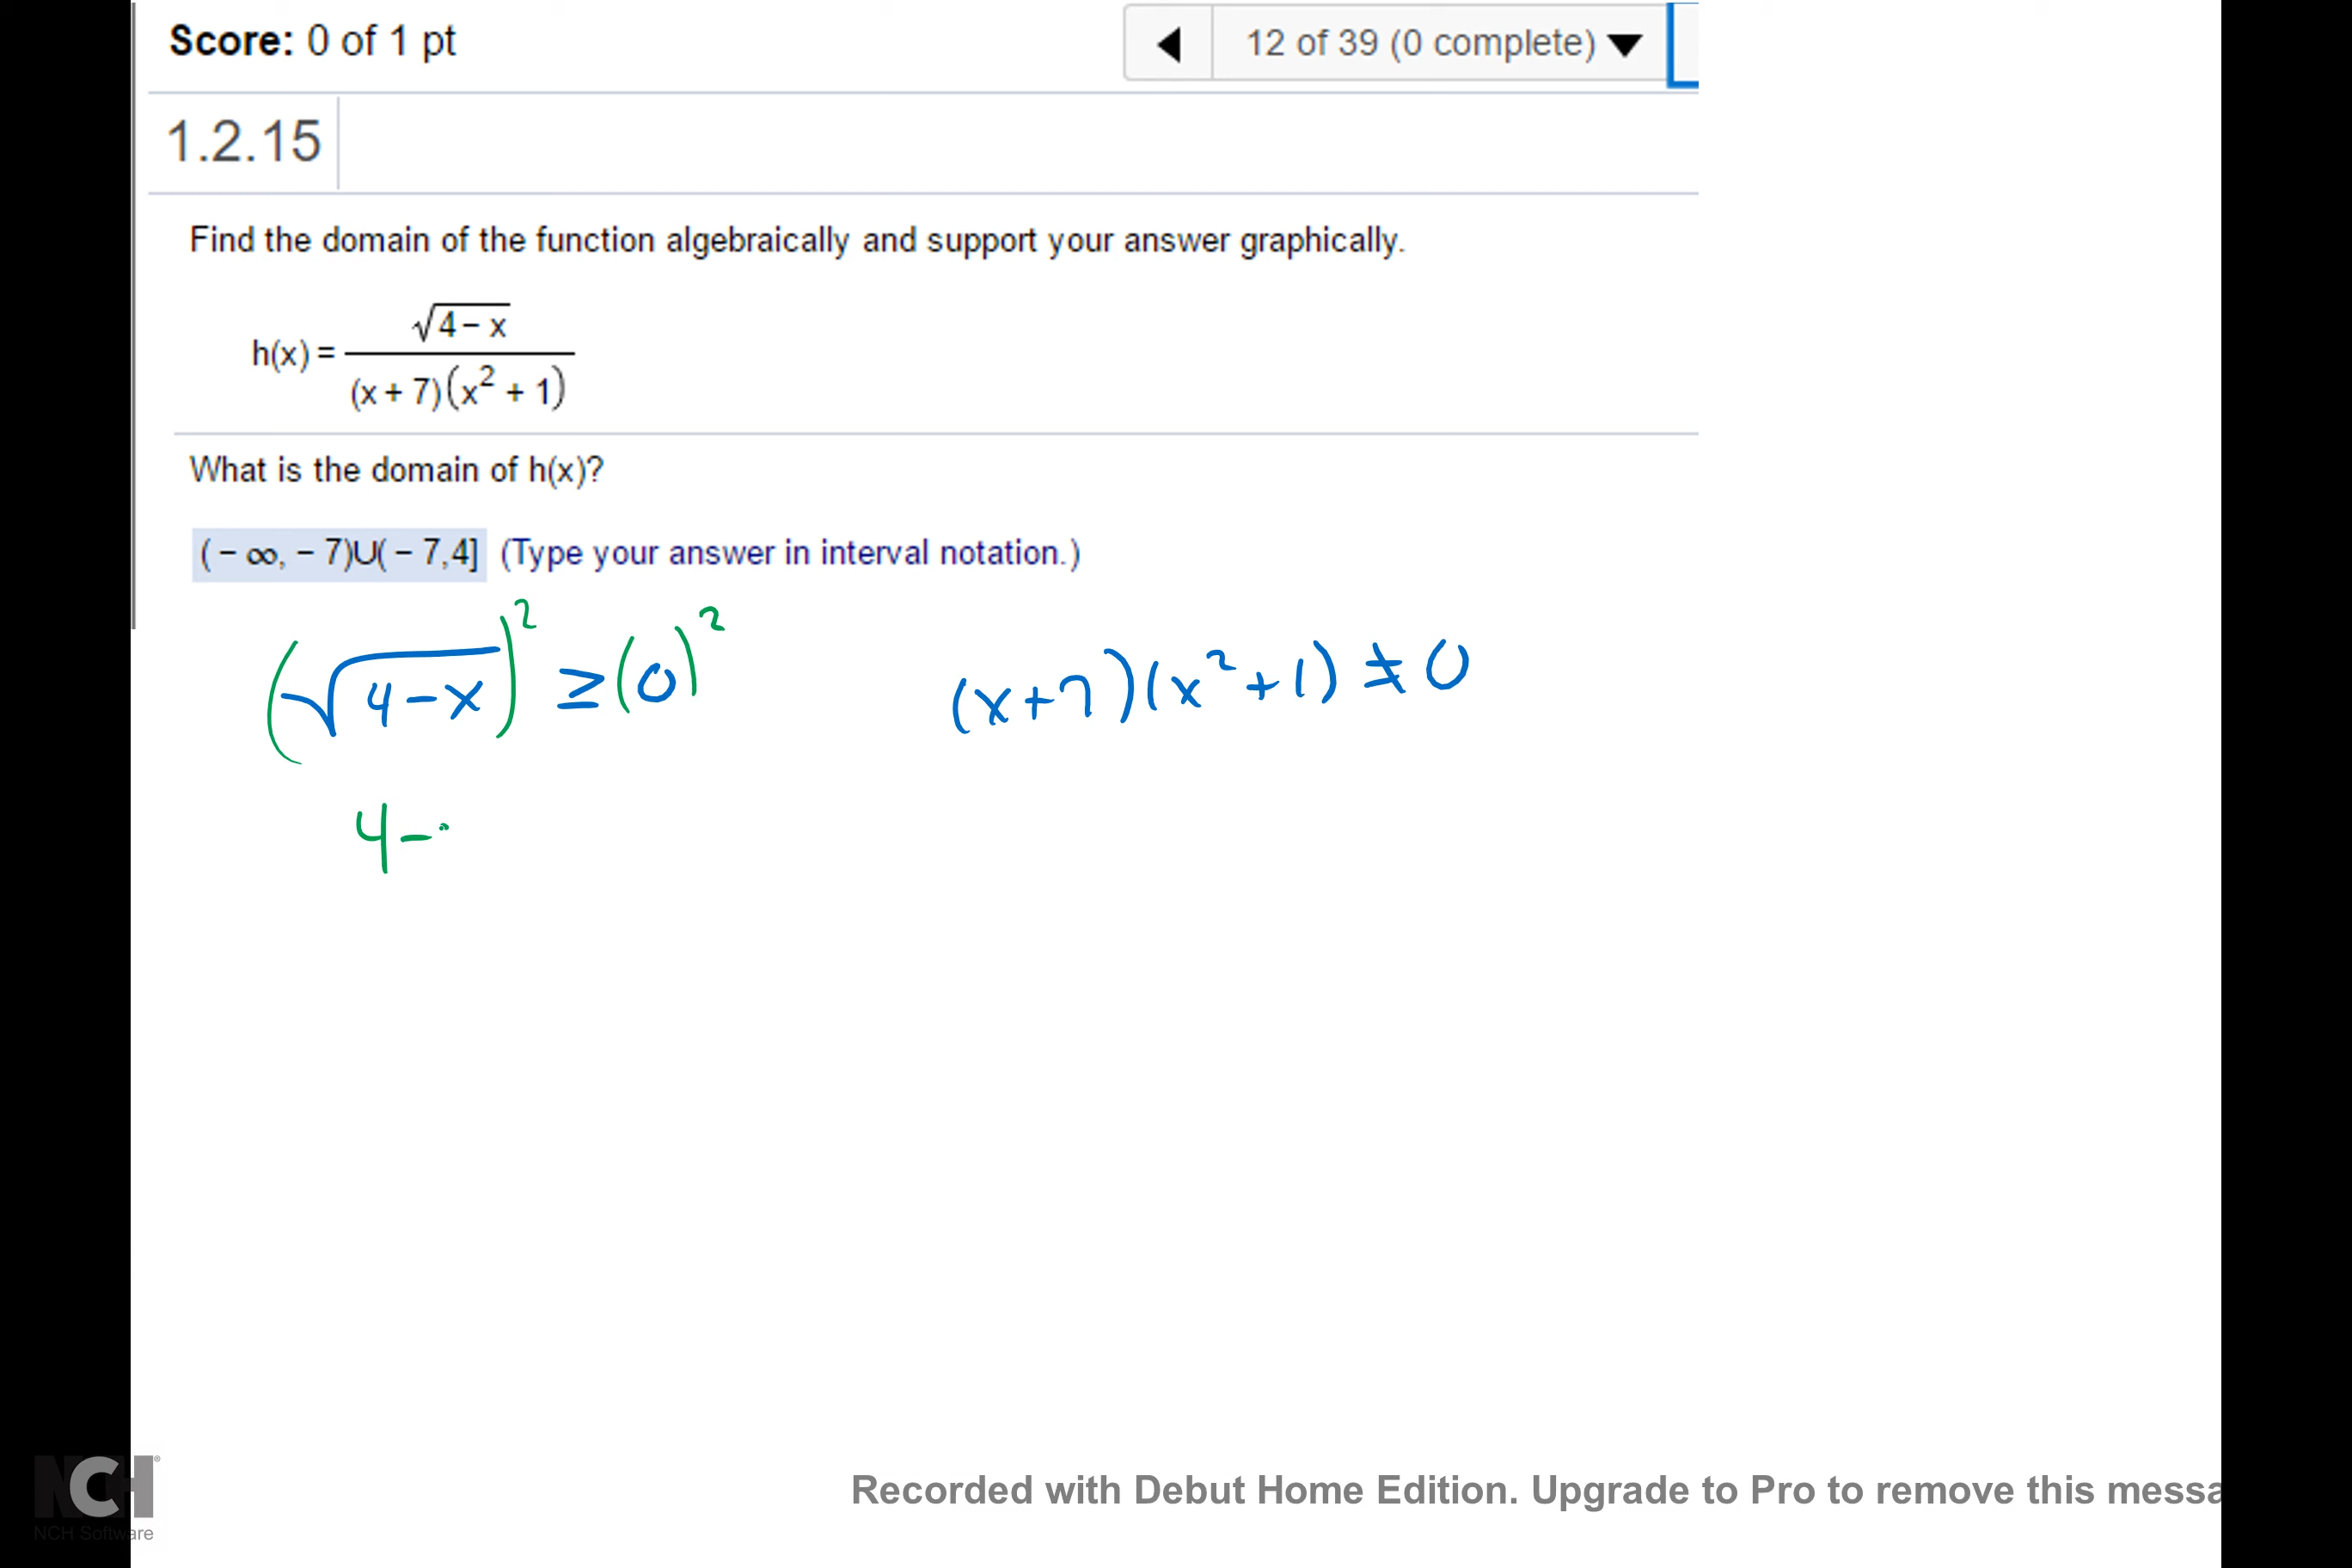 Score: 0 of 1 pt
12 of 39 (0 complete)
1.2.15
Find the domain of the function algebraically and support your answer graphically.
h(x) = √(4 − x) / (x + 7)(x² + 1)
What is the domain of h(x)?
(− ∞, − 7)∪(− 7,4] (Type your answer in interval notation.)
(√(4−x))² ≥ (0)² (x+7)(x²+1) ≠ 0
4−
NCH®
NCH Software
Recorded with Debut Home Edition. Upgrade to Pro to remove this messa